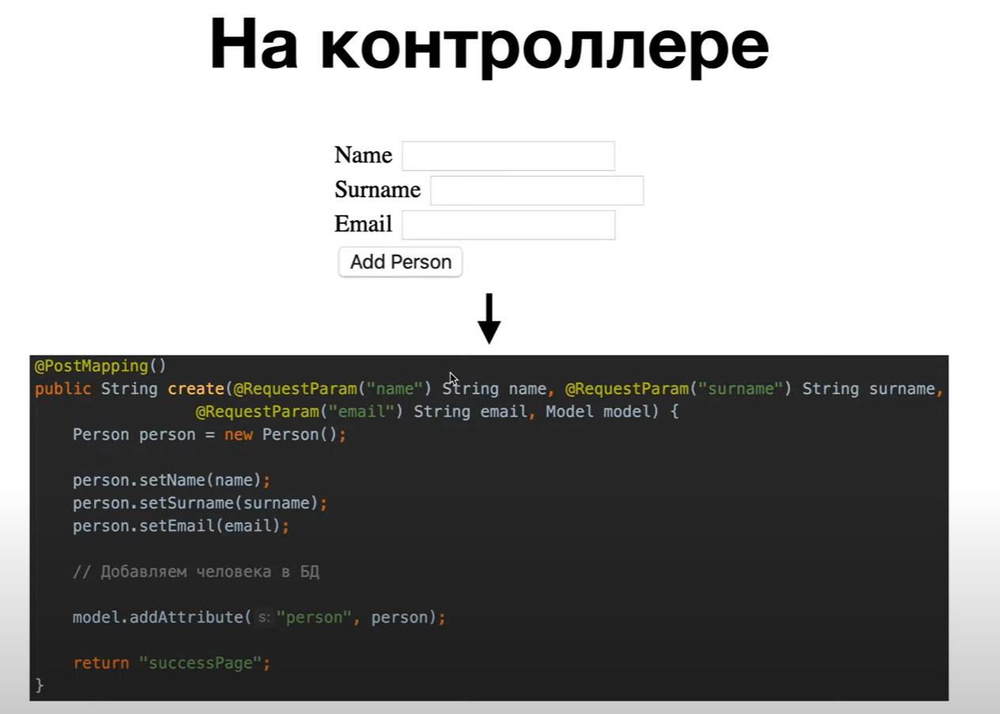 На контроллере
Name
Surname
Email
Add Person
@PostMapping()
public String create(@RequestParam("name") String name, @RequestParam("surname") String surname,
@RequestParam("email") String email, Model model) {
Person person = new Person();
person.setName(name);
person.setSurname(surname);
person.setEmail(email);
// Добавляем человека в БД
model.addAttribute( s: "person", person);
return "successPage";
}